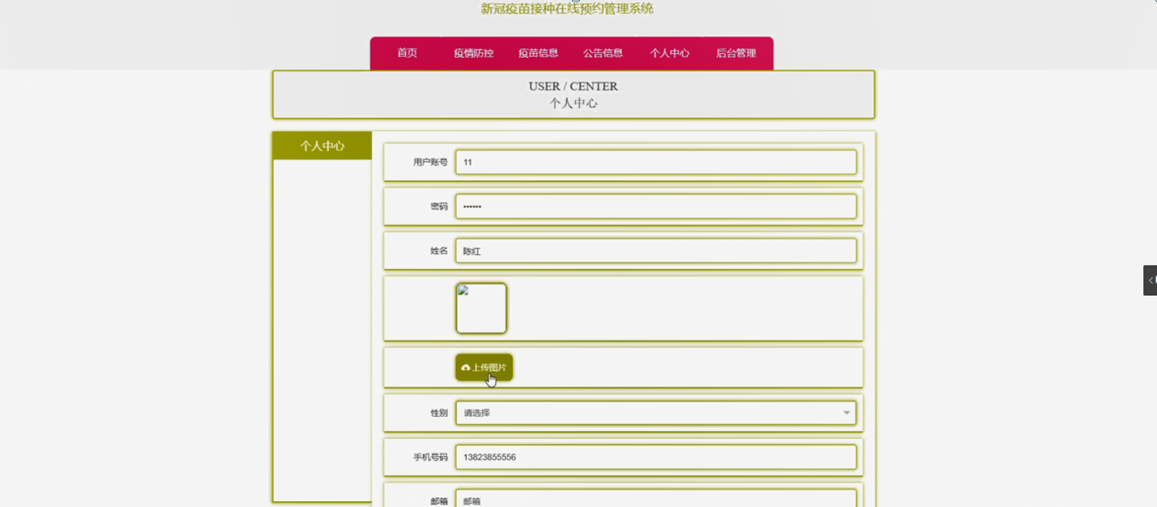 新冠疫苗接种在线预约管理系统
首页 疫情防控 疫苗信息 公告信息 个人中心 后台管理
USER / CENTER
个人中心
个人中心
用户账号 11
密码 ••••••
姓名 陈红
上传图片
性别 请选择
手机号码 13823855556
邮箱 邮箱